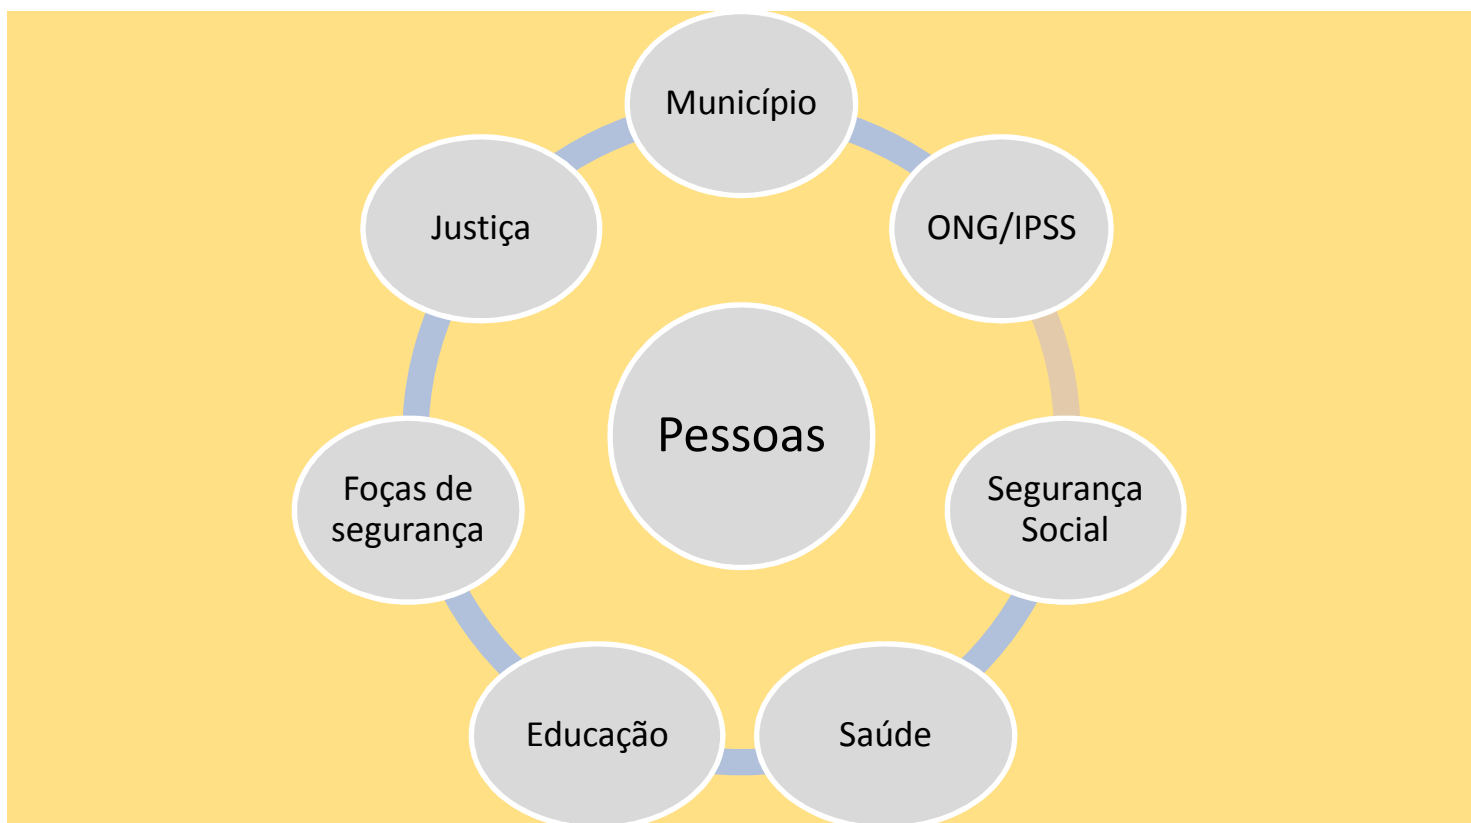 Município
Justiça
ONG/IPSS
Pessoas
Foças de
segurança
Segurança
Social
Educação
Saúde